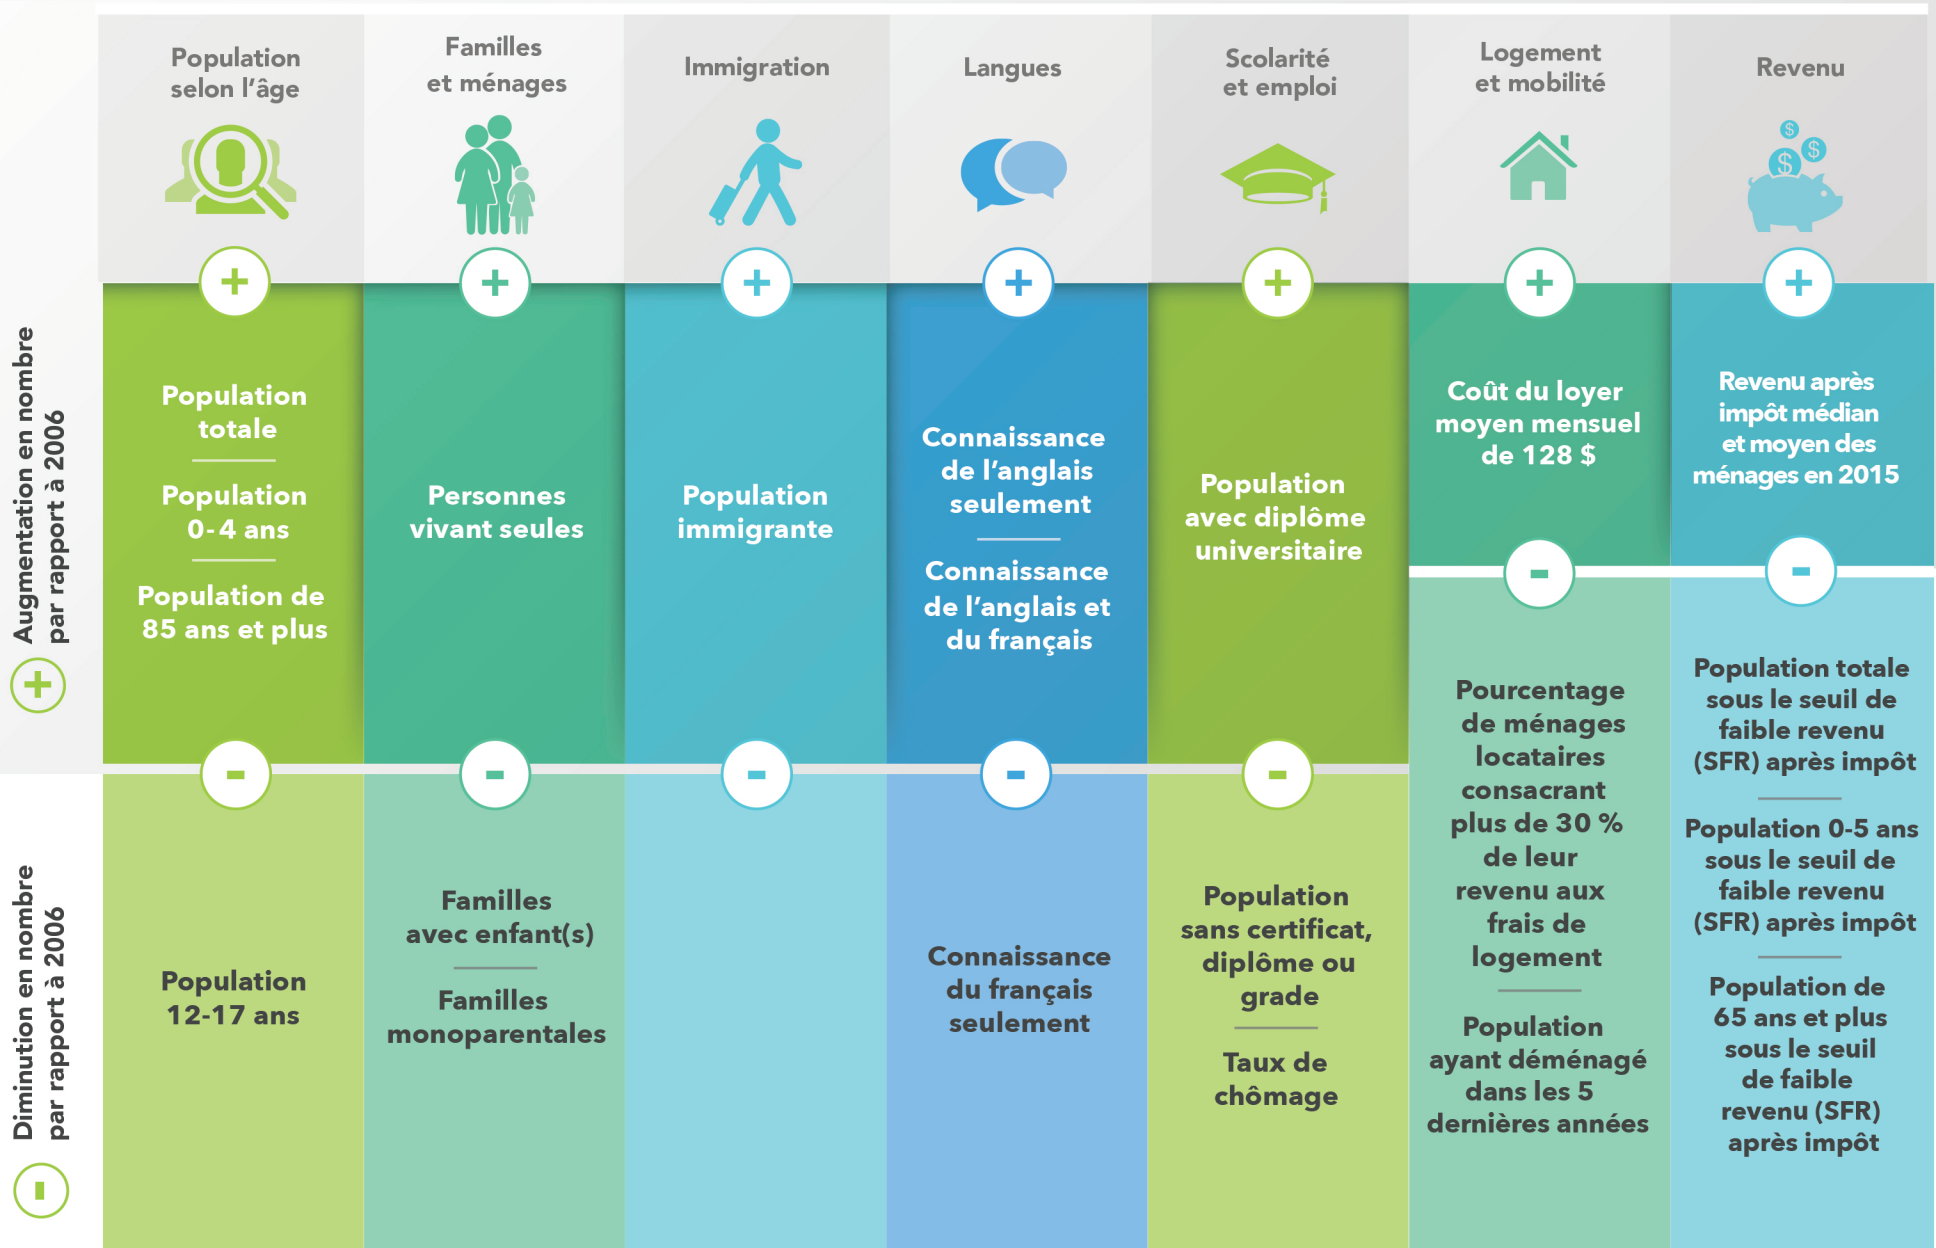 Population
selon l'âge
Familles
et ménages
Immigration
Langues
Scolarité
et emploi
Logement
et mobilité
Revenu
$
$
$
+
+
+
+
+
+
+
Augmentation en nombre
par rapport à 2006
+
Population
totale
Population
0-4 ans
Population de
85 ans et plus
Personnes
vivant seules
Population
immigrante
Connaissance
de l'anglais
seulement
Connaissance
de l'anglais et
du français
Population
avec diplôme
universitaire
Coût du loyer
moyen mensuel
de 128 $
Revenu après
impôt médian
et moyen des
ménages en 2015
-
-
-
-
-
-
-
Diminution en nombre
par rapport à 2006
-
Population
12-17 ans
Familles
avec enfant(s)
Familles
monoparentales
Connaissance
du français
seulement
Population
sans certificat,
diplôme ou
grade
Taux de
chômage
Pourcentage
de ménages
locataires
consacrant
plus de 30 %
de leur
revenu aux
frais de
logement
Population
ayant déménagé
dans les 5
dernières années
Population totale
sous le seuil de
faible revenu
(SFR) après impôt
Population 0-5 ans
sous le seuil de
faible revenu
(SFR) après impôt
Population de
65 ans et plus
sous le seuil
de faible
revenu (SFR)
après impôt